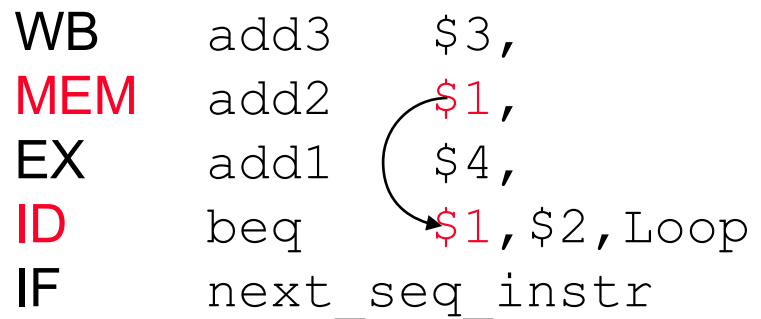 WB add3 $3,
MEM add2 $1,
EX add1 $4,
ID beq $1,$2,Loop
IF next_seq_instr